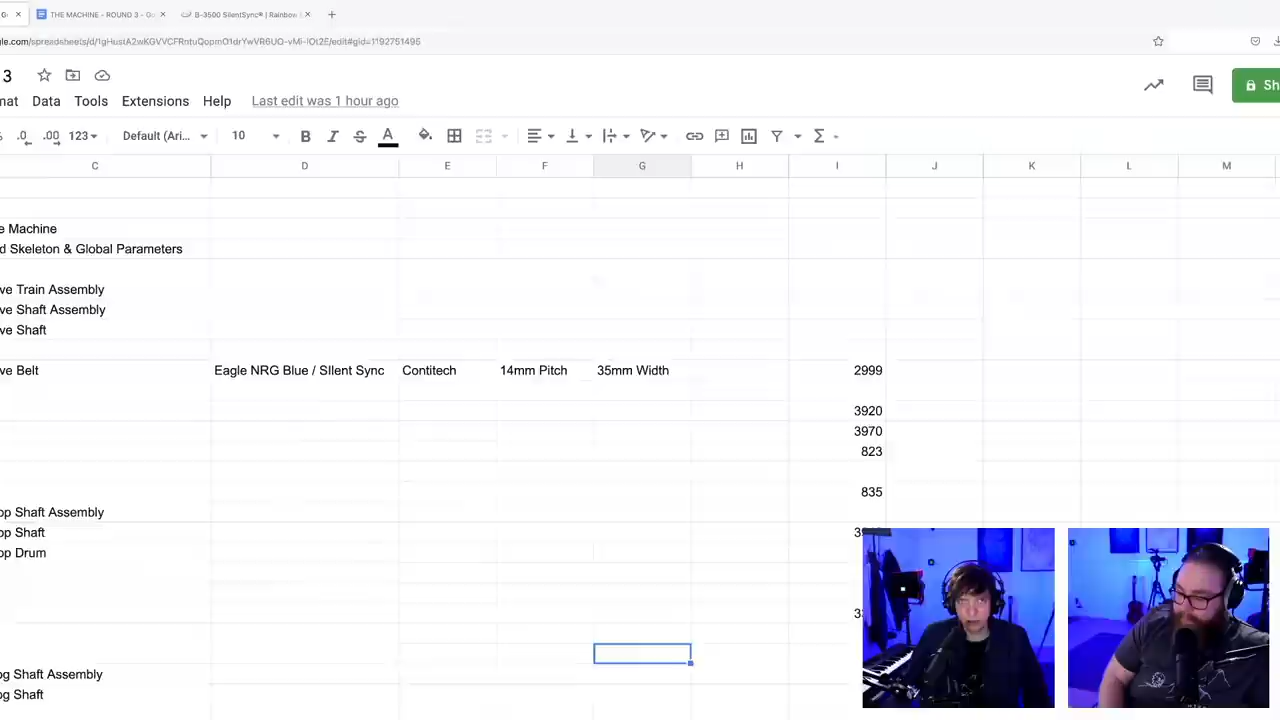 THE MACHINE - ROUND 3 - Go
B-3500 SilentSync® | Rainbow
3
mat Data Tools Extensions Help Last edit was 1 hour ago
Sh
.0 .00 123 Default (Ari... 10 B I S A
C D E F G H I J K L M
e Machine
d Skeleton & Global Parameters
ve Train Assembly
ve Shaft Assembly
ve Shaft
ve Belt Eagle NRG Blue / SIlent Sync Contitech 14mm Pitch 35mm Width 2999
3920
3970
823
835
op Shaft Assembly
op Shaft
op Drum
og Shaft Assembly
og Shaft